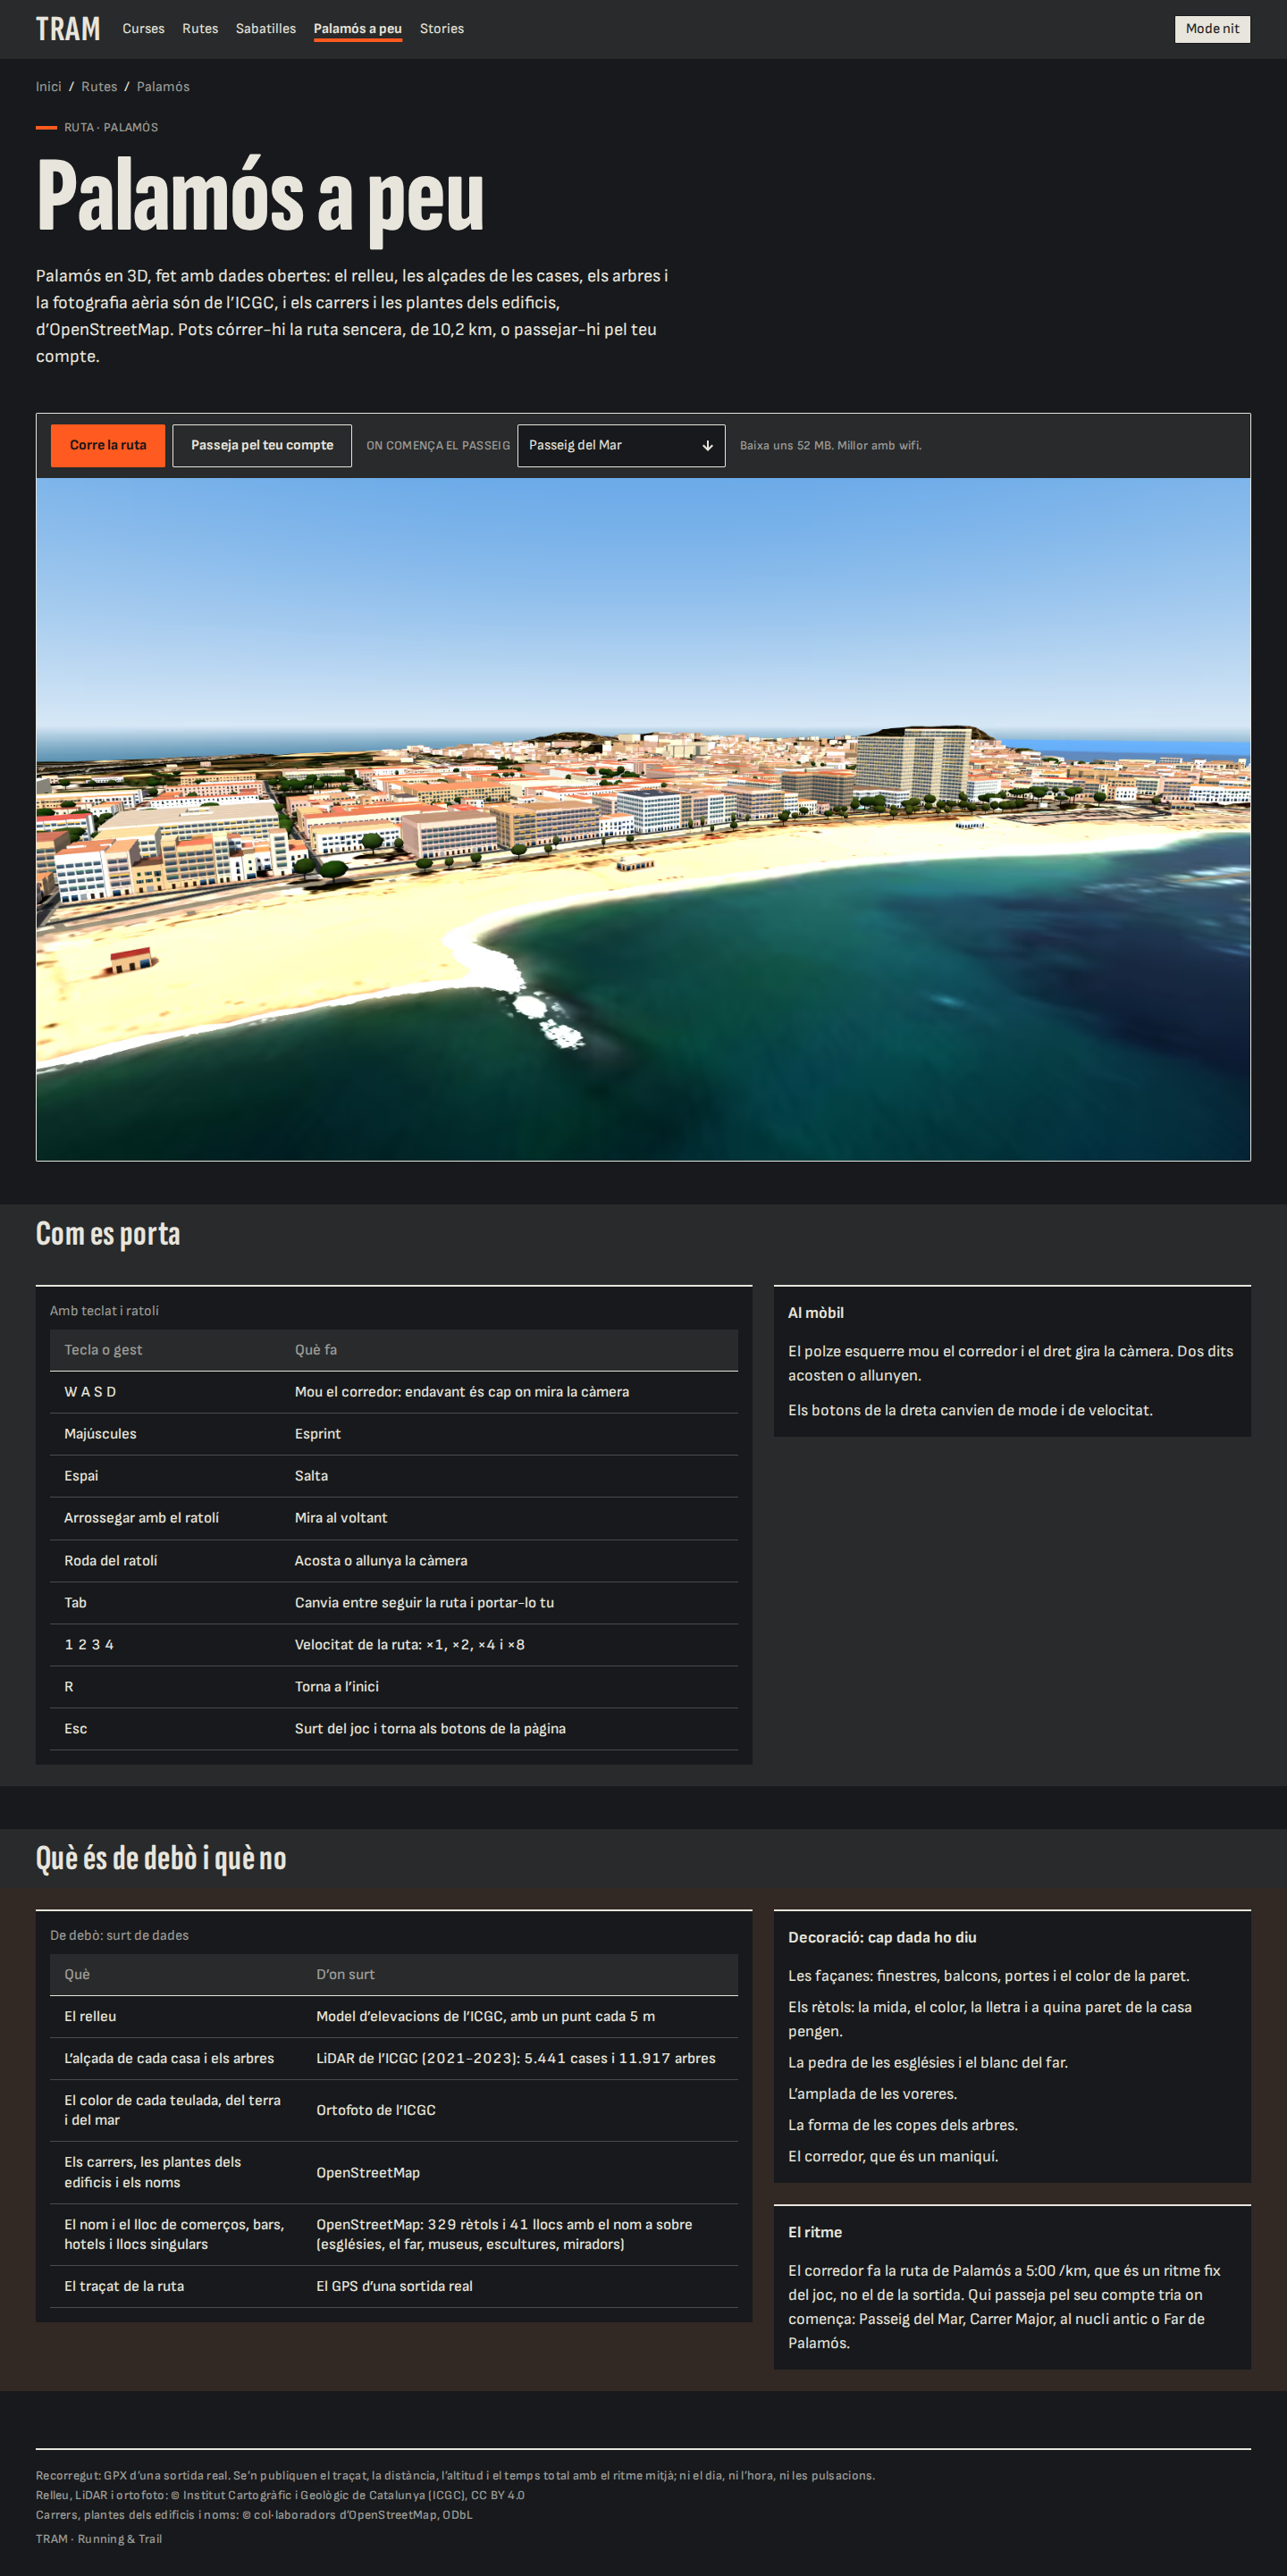 TRAM Curses Rutes Sabatilles Palamós a peu Stories Mode nit
Inici / Rutes / Palamós
RUTA · PALAMÓS
Palamós a peu
Palamós en 3D, fet amb dades obertes: el relleu, les alçades de les cases, els arbres i
la fotografia aèria són de l’ICGC, i els carrers i les plantes dels edificis,
d’OpenStreetMap. Pots córrer-hi la ruta sencera, de 10,2 km, o passejar-hi pel teu
compte.
Corre la ruta Passeja pel teu compte ON COMENÇA EL PASSEIG Passeig del Mar Baixa uns 52 MB. Millor amb wifi.
Com es porta
Amb teclat i ratolí
Tecla o gest Què fa
W A S D Mou el corredor: endavant és cap on mira la càmera
Majúscules Esprint
Espai Salta
Arrossegar amb el ratolí Mira al voltant
Roda del ratolí Acosta o allunya la càmera
Tab Canvia entre seguir la ruta i portar-lo tu
1 2 3 4 Velocitat de la ruta: ×1, ×2, ×4 i ×8
R Torna a l’inici
Esc Surt del joc i torna als botons de la pàgina
Al mòbil
El polze esquerre mou el corredor i el dret gira la càmera. Dos dits
acosten o allunyen.
Els botons de la dreta canvien de mode i de velocitat.
Què és de debò i què no
De debò: surt de dades
Què D’on surt
El relleu Model d’elevacions de l’ICGC, amb un punt cada 5 m
L’alçada de cada casa i els arbres LiDAR de l’ICGC (2021-2023): 5.441 cases i 11.917 arbres
El color de cada teulada, del terra
i del mar
Ortofoto de l’ICGC
Els carrers, les plantes dels
edificis i els noms
OpenStreetMap
El nom i el lloc de comerços, bars,
hotels i llocs singulars
OpenStreetMap: 329 rètols i 41 llocs amb el nom a sobre
(esglésies, el far, museus, escultures, miradors)
El traçat de la ruta El GPS d’una sortida real
Decoració: cap dada ho diu
Les façanes: finestres, balcons, portes i el color de la paret.
Els rètols: la mida, el color, la lletra i a quina paret de la casa
pengen.
La pedra de les esglésies i el blanc del far.
L’amplada de les voreres.
La forma de les copes dels arbres.
El corredor, que és un maniquí.
El ritme
El corredor fa la ruta de Palamós a 5:00 /km, que és un ritme fix
del joc, no el de la sortida. Qui passeja pel seu compte tria on
comença: Passeig del Mar, Carrer Major, al nucli antic o Far de
Palamós.
Recorregut: GPX d’una sortida real. Se’n publiquen el traçat, la distància, l’altitud i el temps total amb el ritme mitjà; ni el dia, ni l’hora, ni les pulsacions.
Relleu, LiDAR i ortofoto: © Institut Cartogràfic i Geològic de Catalunya (ICGC), CC BY 4.0
Carrers, plantes dels edificis i noms: © col·laboradors d’OpenStreetMap, ODbL
TRAM · Running & Trail